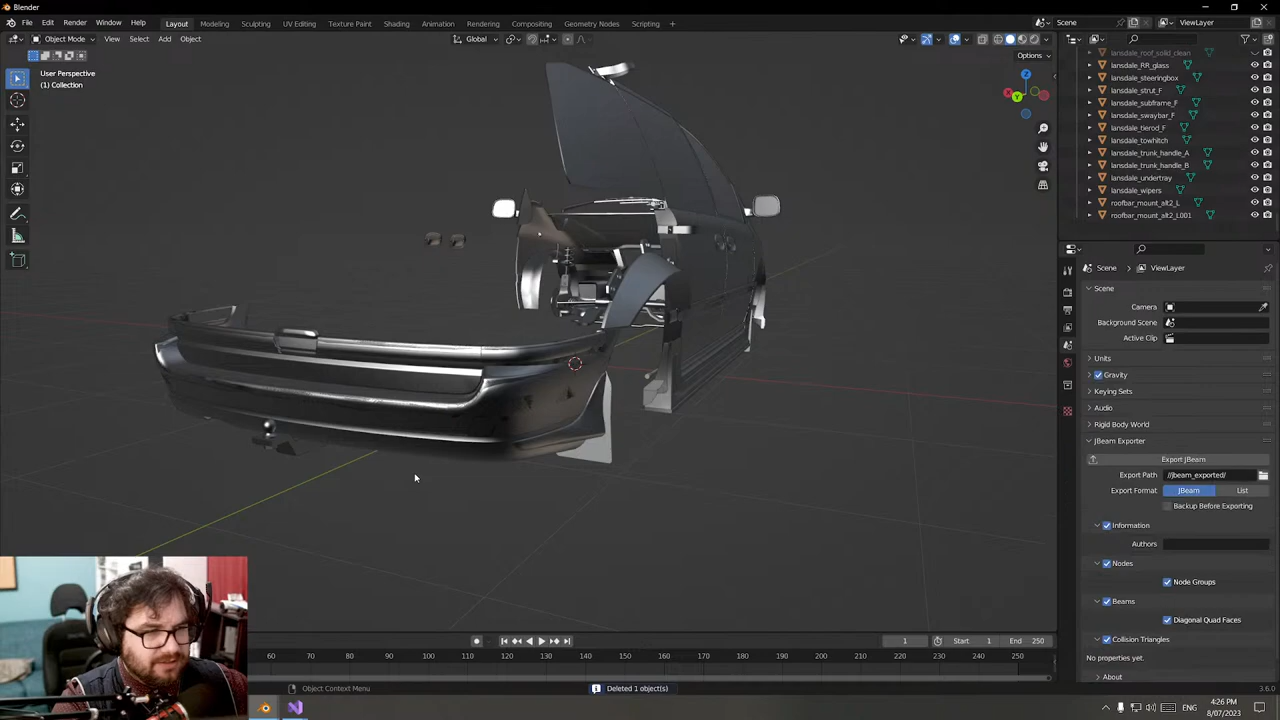 Blender
File Edit Render Window Help Layout Modeling Sculpting UV Editing Texture Paint Shading Animation Rendering Compositing Geometry Nodes Scripting Scene ViewLayer
Object Mode View Select Add Object Global
Options
User Perspective
(1) Collection
lansdale_roof_solid_clean
lansdale_RR_glass
lansdale_steeringbox
lansdale_strut_F
lansdale_subframe_F
lansdale_swaybar_F
lansdale_tierod_F
lansdale_towhitch
lansdale_trunk_handle_A
lansdale_trunk_handle_B
lansdale_undertray
lansdale_wipers
roofbar_mount_alt2_L
roofbar_mount_alt2_L001
Scene ViewLayer
Scene
Camera
Background Scene
Active Clip
Units
Gravity
Keying Sets
Audio
Rigid Body World
JBeam Exporter
Export JBeam
Export Path //jbeam_exported/
Export Format JBeam List
Backup Before Exporting
Information
Authors
Nodes
Node Groups
Beams
Diagonal Quad Faces
Collision Triangles
No properties yet.
About
1 Start 1 End 250
60 70 80 90 100 110 120 130 140 150 160 170 180 190 200 210 220 230 240 250
Object Context Menu Deleted 1 object(s) 3.6.0
ENG 4:26 PM
8/07/2023